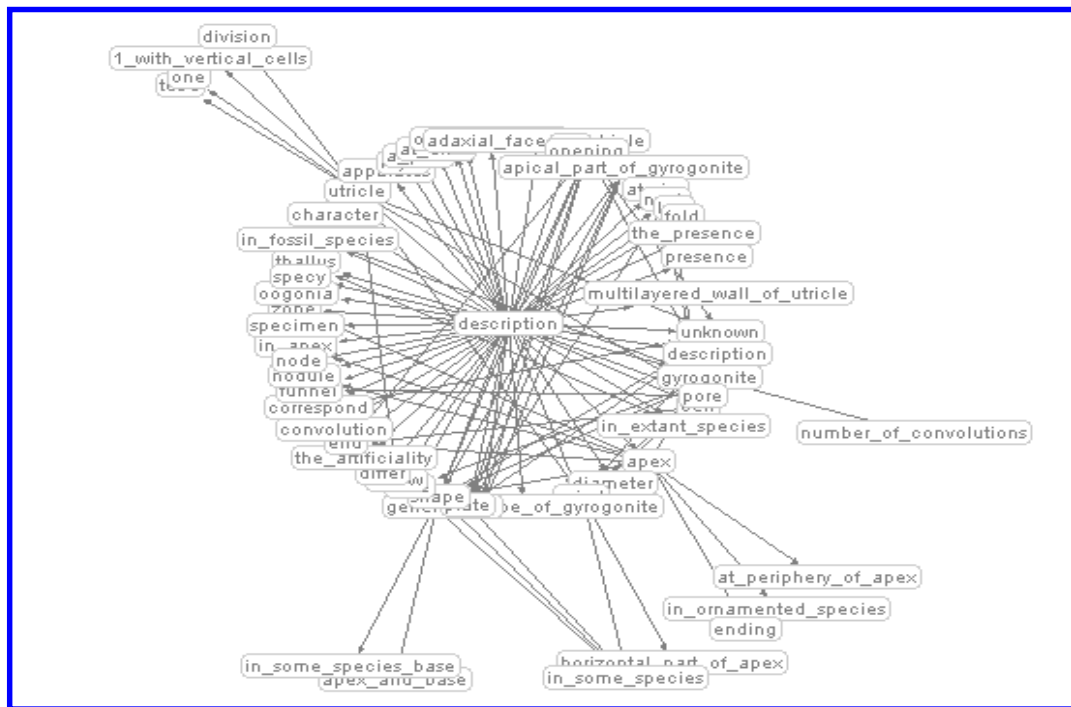 division
1_with_vertical_cells
one
adaxial_face
opening
apical_part_of_gyrogonite
utricle
character
fold
the_presence
in_fossil_species
presence
thallus
specy
oogonia
multilayered_wall_of_utricle
zone
specimen
description
unknown
in_apex
description
node
nodule
gyrogonite
funnel
pore
correspond
convolution
in_extant_species
number_of_convolutions
the_artificiality
apex
differ
diameter
shape
plate
at_periphery_of_apex
in_ornamented_species
ending
in_some_species_base
horizontal_part_of_apex
apex_and_base
in_some_species